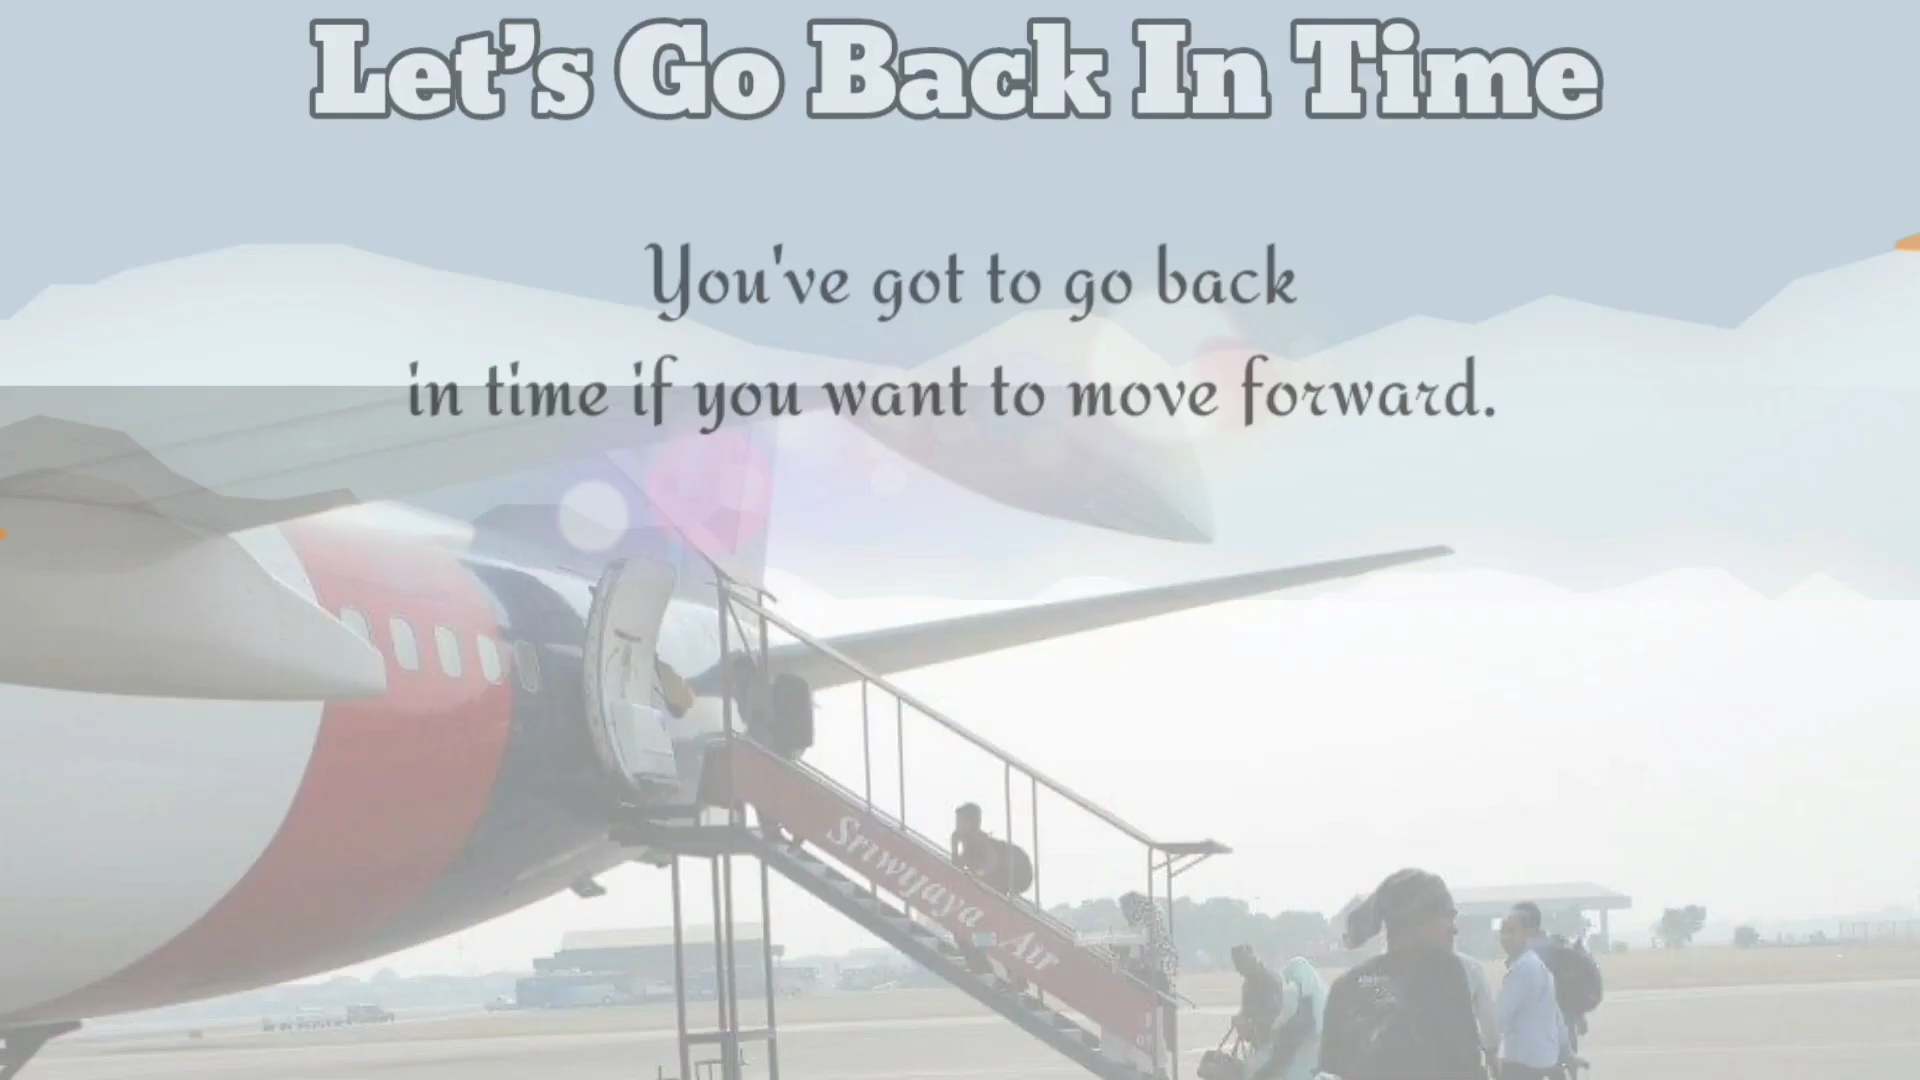 Let's Go Back In Time
You've got to go back
in time if you want to move forward.
Sriwijaya Air